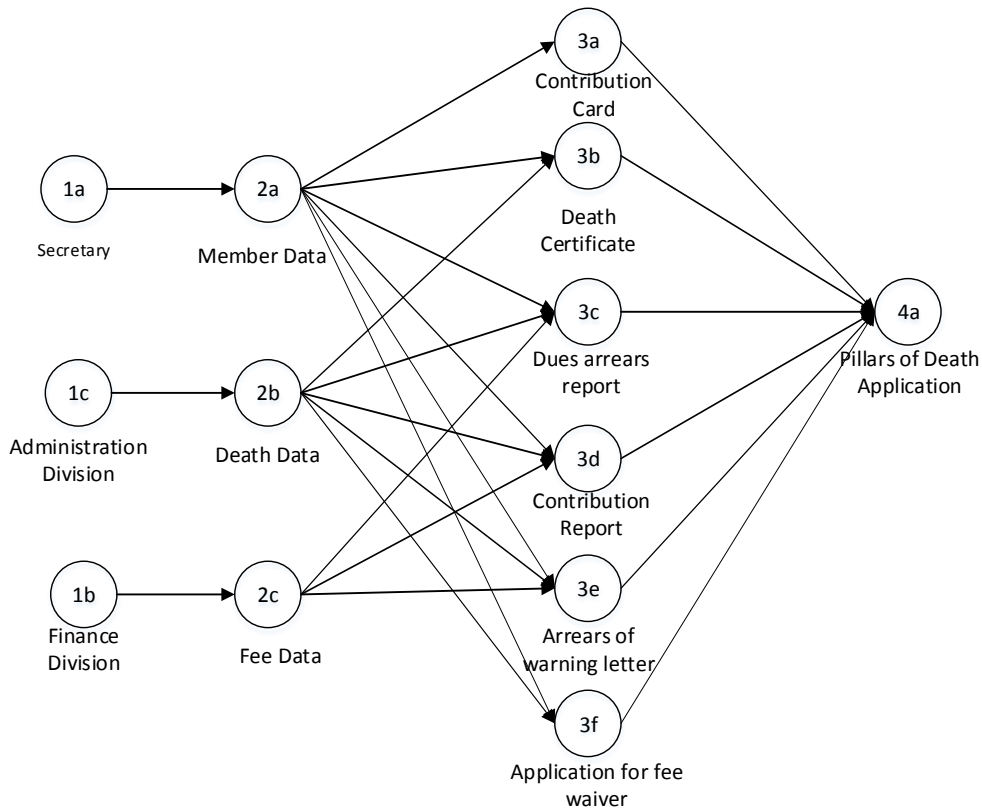 3a
Contribution
Card
3b
Death
Certificate
1a
Secretary
2a
Member Data
3c
Dues arrears
report
4a
Pillars of Death
Application
1c
Administration
Division
2b
Death Data
3d
Contribution
Report
1b
Finance
Division
2c
Fee Data
3e
Arrears of
warning letter
3f
Application for fee
waiver